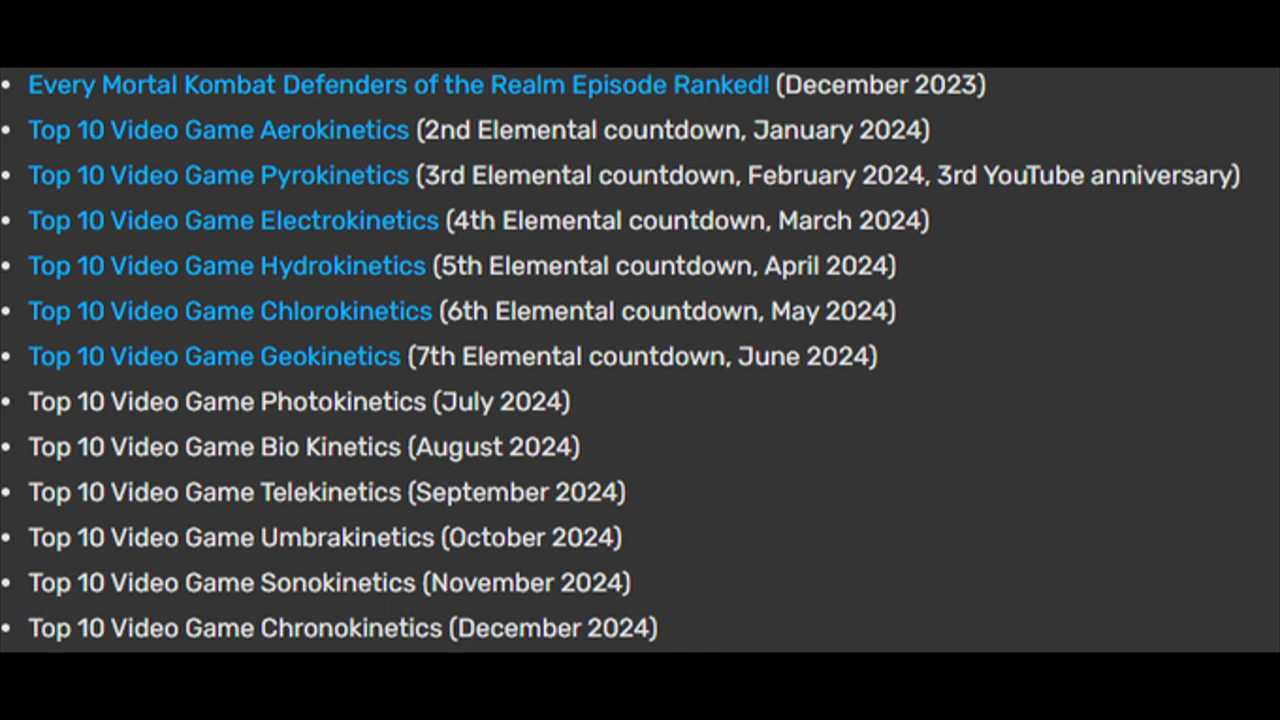 • Every Mortal Kombat Defenders of the Realm Episode Ranked! (December 2023)
• Top 10 Video Game Aerokinetics (2nd Elemental countdown, January 2024)
• Top 10 Video Game Pyrokinetics (3rd Elemental countdown, February 2024, 3rd YouTube anniversary)
• Top 10 Video Game Electrokinetics (4th Elemental countdown, March 2024)
• Top 10 Video Game Hydrokinetics (5th Elemental countdown, April 2024)
• Top 10 Video Game Chlorokinetics (6th Elemental countdown, May 2024)
• Top 10 Video Game Geokinetics (7th Elemental countdown, June 2024)
• Top 10 Video Game Photokinetics (July 2024)
• Top 10 Video Game Bio Kinetics (August 2024)
• Top 10 Video Game Telekinetics (September 2024)
• Top 10 Video Game Umbrakinetics (October 2024)
• Top 10 Video Game Sonokinetics (November 2024)
• Top 10 Video Game Chronokinetics (December 2024)